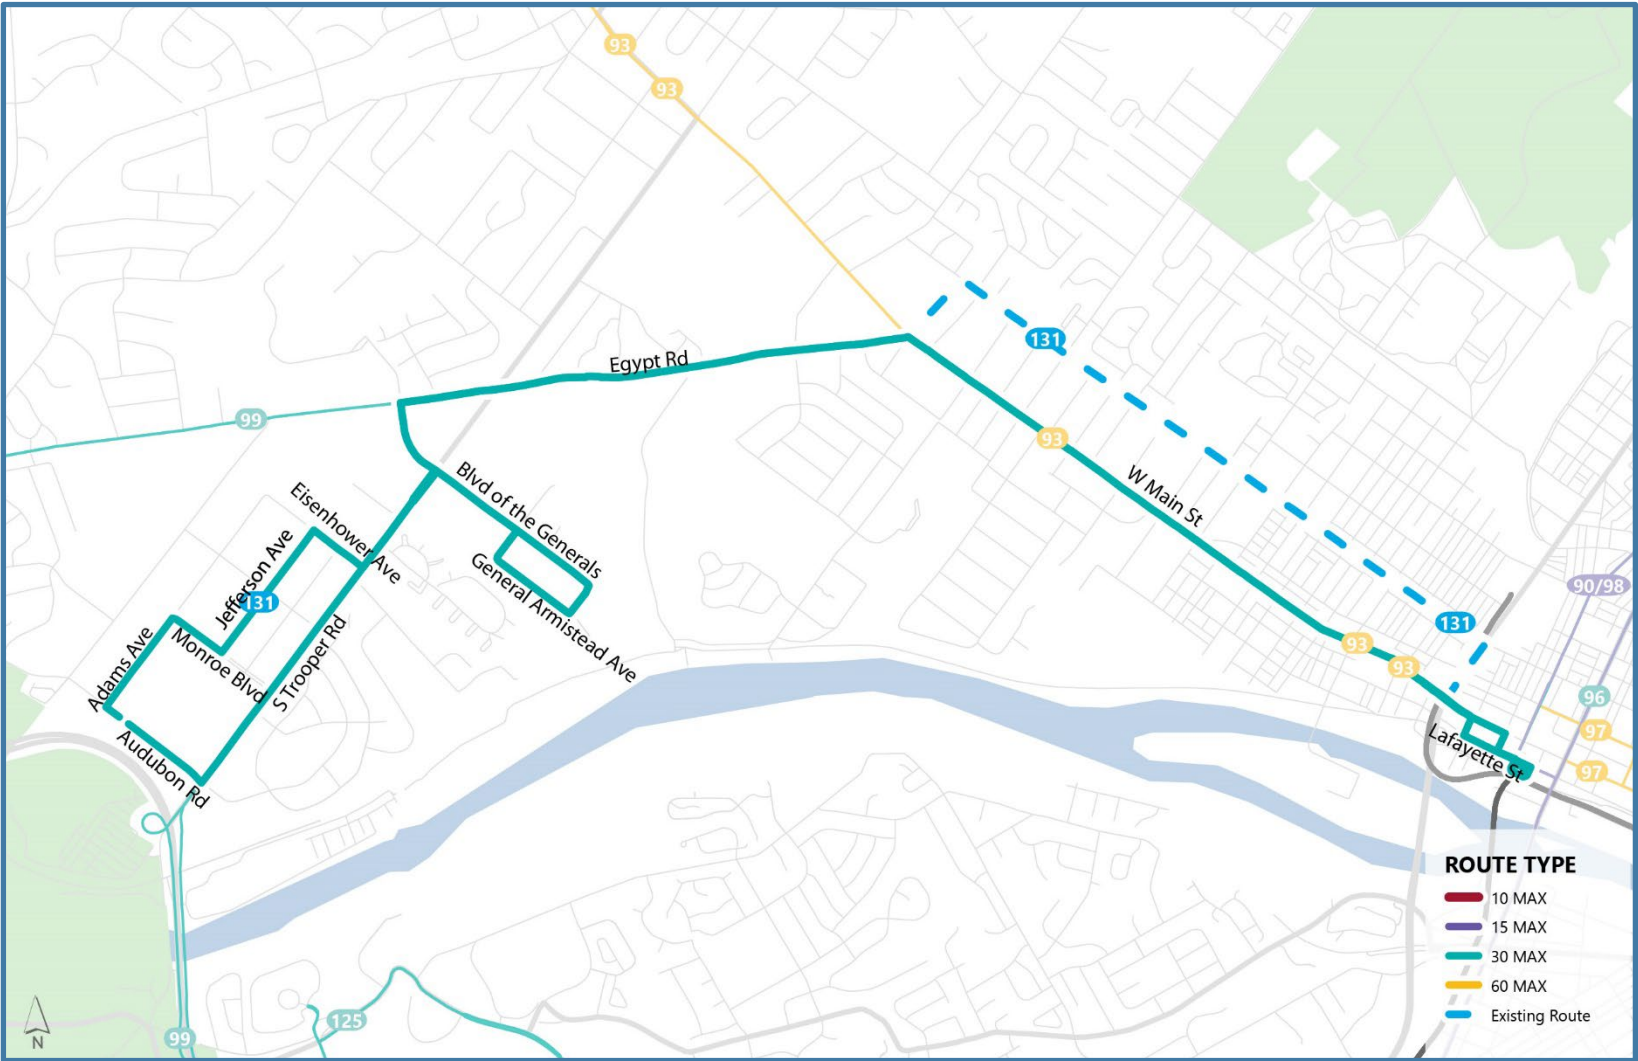 93
93
131
Egypt Rd
99
93
W Main St
Blvd of the Generals
Eisenhower Ave
Jefferson Ave
General Armistead Ave
90/98
131
131
Adams Ave
Monroe Blvd
S Trooper Rd
93
93
96
97
Lafayette St
97
Audubon Rd
ROUTE TYPE
10 MAX
15 MAX
30 MAX
60 MAX
Existing Route
125
99
N